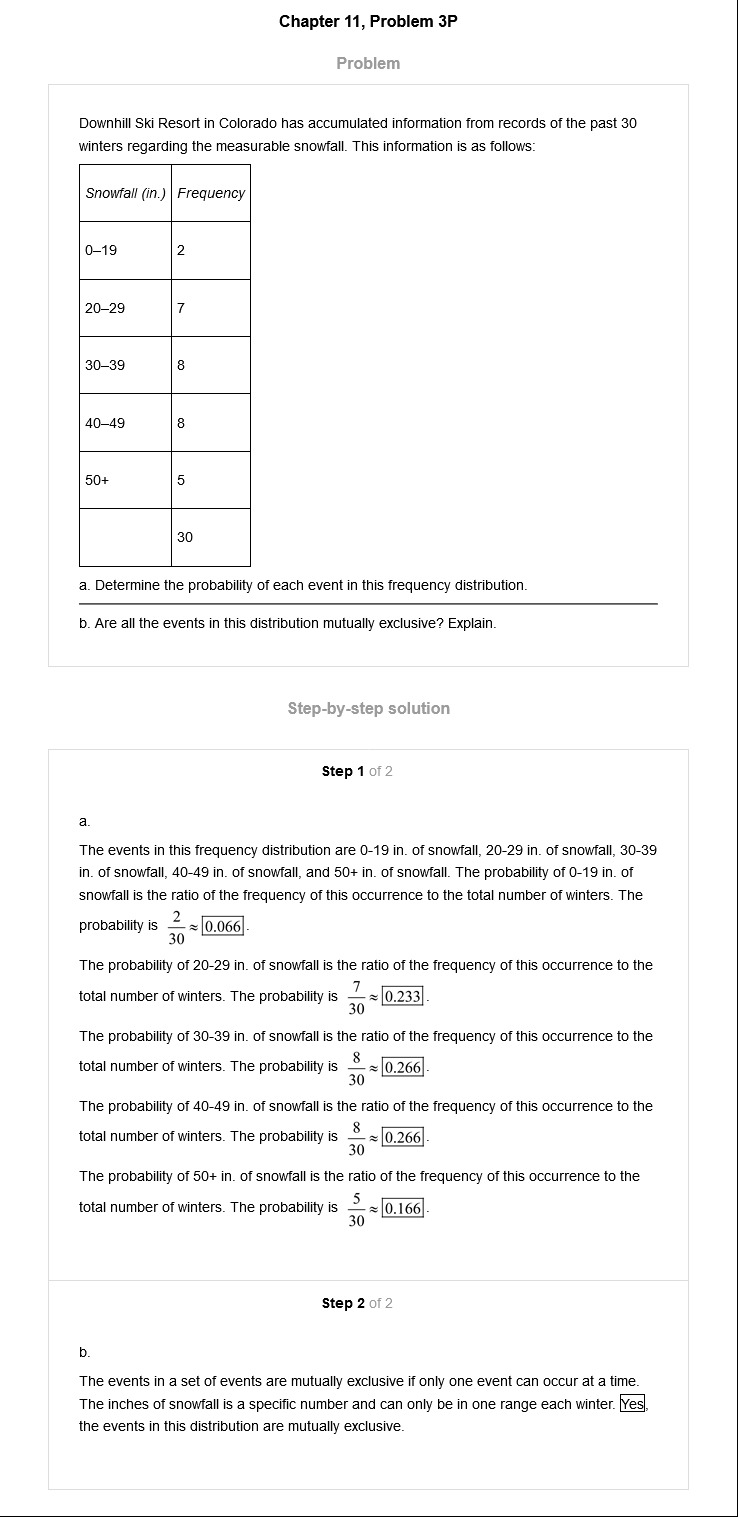 Chapter 11, Problem 3P
Problem
Downhill Ski Resort in Colorado has accumulated information from records of the past 30
winters regarding the measurable snowfall. This information is as follows:
Snowfall (in.) Frequency
0–19 2
20–29 7
30–39 8
40–49 8
50+ 5
30
a. Determine the probability of each event in this frequency distribution.
b. Are all the events in this distribution mutually exclusive? Explain.
Step-by-step solution
Step 1 of 2
a.
The events in this frequency distribution are 0-19 in. of snowfall, 20-29 in. of snowfall, 30-39
in. of snowfall, 40-49 in. of snowfall, and 50+ in. of snowfall. The probability of 0-19 in. of
snowfall is the ratio of the frequency of this occurrence to the total number of winters. The
probability is 2/30 ≈ 0.066.
The probability of 20-29 in. of snowfall is the ratio of the frequency of this occurrence to the
total number of winters. The probability is 7/30 ≈ 0.233.
The probability of 30-39 in. of snowfall is the ratio of the frequency of this occurrence to the
total number of winters. The probability is 8/30 ≈ 0.266.
The probability of 40-49 in. of snowfall is the ratio of the frequency of this occurrence to the
total number of winters. The probability is 8/30 ≈ 0.266.
The probability of 50+ in. of snowfall is the ratio of the frequency of this occurrence to the
total number of winters. The probability is 5/30 ≈ 0.166.
Step 2 of 2
b.
The events in a set of events are mutually exclusive if only one event can occur at a time.
The inches of snowfall is a specific number and can only be in one range each winter. Yes,
the events in this distribution are mutually exclusive.